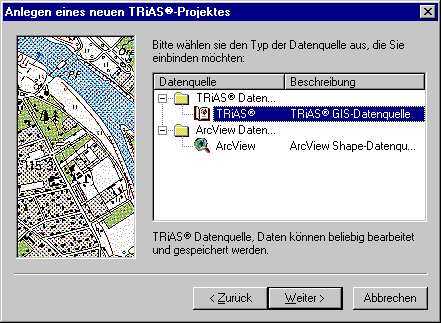 Anlegen eines neuen TRiAS®-Projektes
Bitte wählen sie den Typ der Datenquelle aus, die Sie
einbinden möchten:
Datenquelle Beschreibung
TRiAS® Daten...
TRiAS® TRiAS® GIS-Datenquelle
ArcView Daten...
ArcView ArcView Shape-Datenqu...
TRiAS® Datenquelle, Daten können beliebig bearbeitet
und gespeichert werden.
< Zurück Weiter > Abbrechen